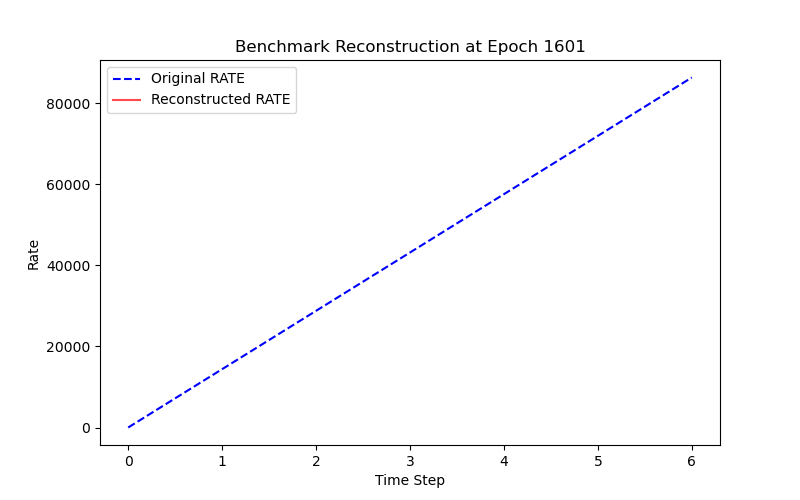 Benchmark Reconstruction at Epoch 1601
Original RATE
Reconstructed RATE
80000
60000
40000
20000
0
Rate
0 1 2 3 4 5 6
Time Step